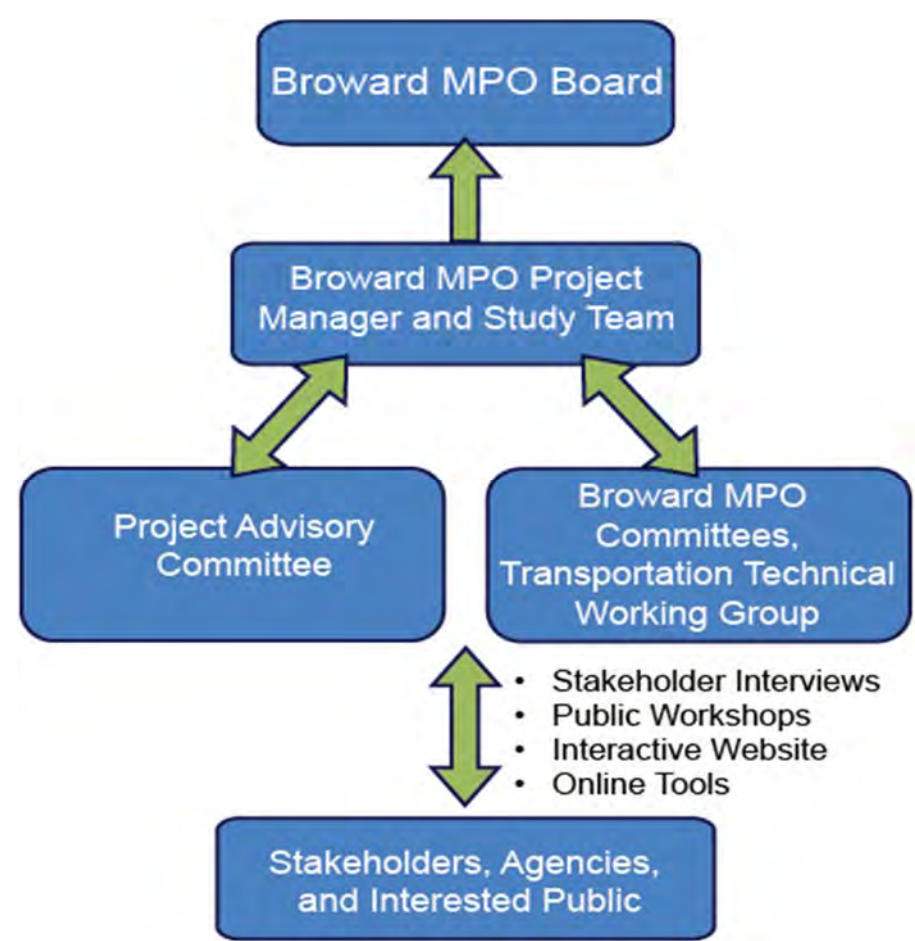 Broward MPO Board
Broward MPO Project
Manager and Study Team
Project Advisory
Committee
Broward MPO
Committees,
Transportation Technical
Working Group
• Stakeholder Interviews
• Public Workshops
• Interactive Website
• Online Tools
Stakeholders, Agencies,
and Interested Public